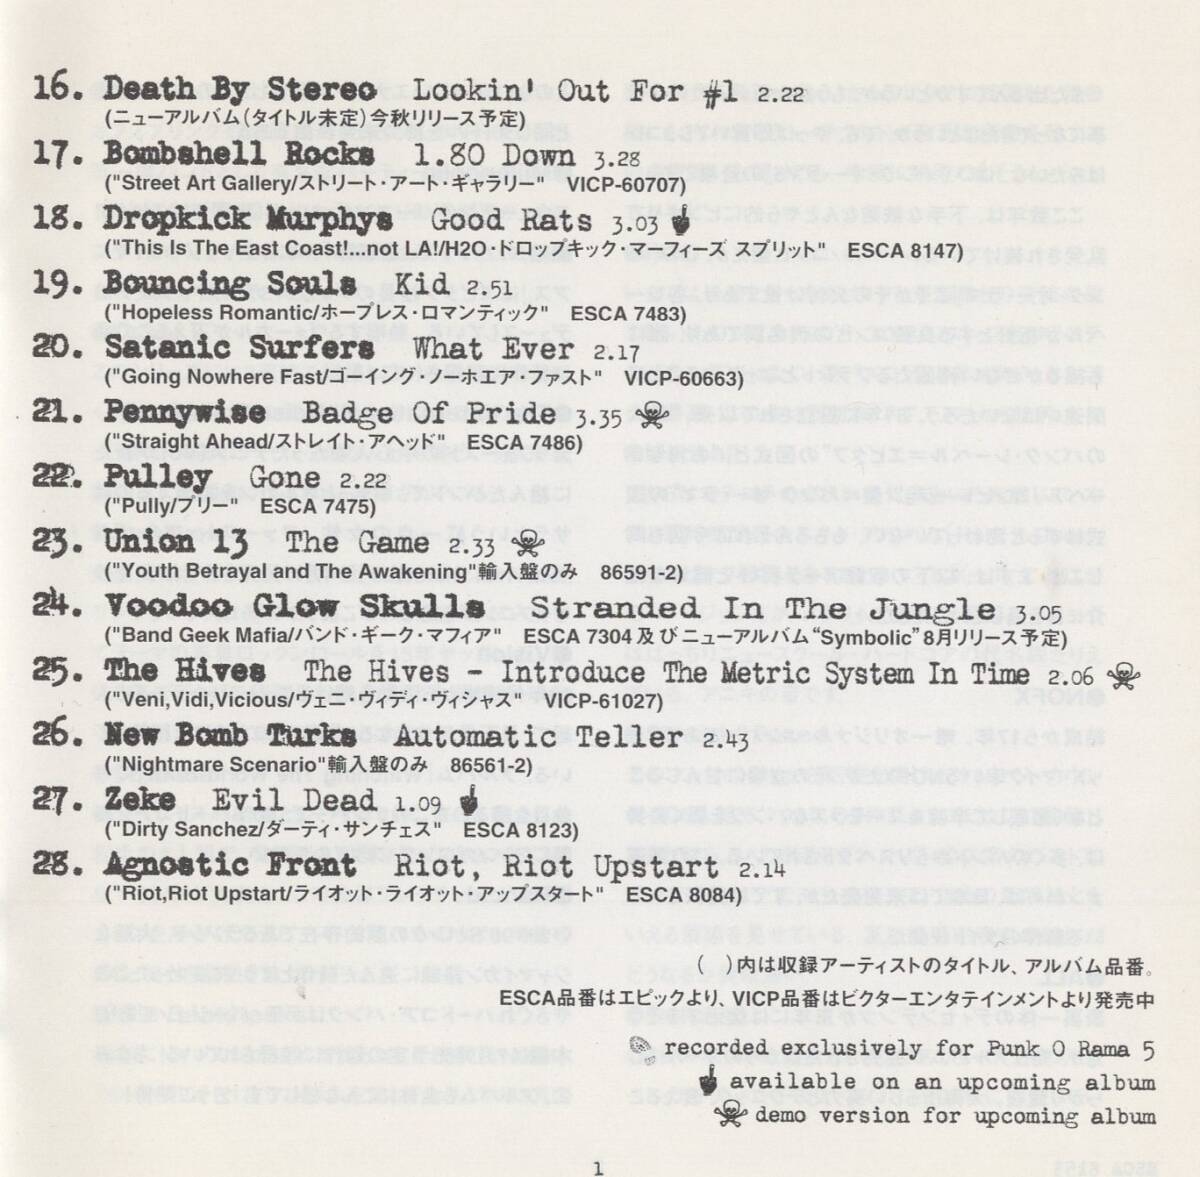 16. Death By Stereo Lookin' Out For #1 2.22
(ニューアルバム(タイトル未定)今秋リリース予定)
17. Bombshell Rocks 1.80 Down 3.28
("Street Art Gallery/ストリート・アート・ギャラリー" VICP-60707)
18. Dropkick Murphys Good Rats 3.03
("This Is The East Coast!...not LA!/H2O・ドロップキック・マーフィーズ スプリット" ESCA 8147)
19. Bouncing Souls Kid 2.51
("Hopeless Romantic/ホープレス・ロマンティック" ESCA 7483)
20. Satanic Surfers What Ever 2.17
("Going Nowhere Fast/ゴーイング・ノーホエア・ファスト" VICP-60663)
21. Pennywise Badge Of Pride 3.35
("Straight Ahead/ストレイト・アヘッド" ESCA 7486)
22. Pulley Gone 2.22
("Pully/プリー" ESCA 7475)
23. Union 13 The Game 2.33
("Youth Betrayal and The Awakening"輸入盤のみ 86591-2)
24. Voodoo Glow Skulls Stranded In The Jungle 3.05
("Band Geek Mafia/バンド・ギーク・マフィア" ESCA 7304及びニューアルバム“Symbolic”8月リリース予定)
25. The Hives The Hives - Introduce The Metric System In Time 2.06
("Veni,Vidi,Vicious/ヴェニ・ヴィディ・ヴィシャス" VICP-61027)
26. New Bomb Turks Automatic Teller 2.43
("Nightmare Scenario"輸入盤のみ 86561-2)
27. Zeke Evil Dead 1.09
("Dirty Sanchez/ダーティ・サンチェス" ESCA 8123)
28. Agnostic Front Riot, Riot Upstart 2.14
("Riot,Riot Upstart/ライオット・ライオット・アップスタート" ESCA 8084)
( )内は収録アーティストのタイトル、アルバム品番。
ESCA品番はエピックより、VICP品番はビクターエンタテインメントより発売中
recorded exclusively for Punk O Rama 5
available on an upcoming album
demo version for upcoming album
1